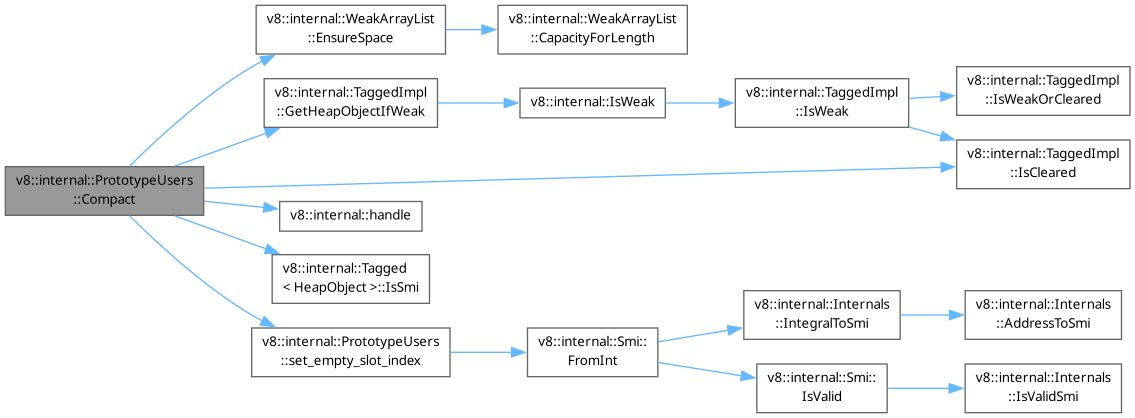 v8::internal::PrototypeUsers
::Compact
v8::internal::WeakArrayList
::EnsureSpace
v8::internal::WeakArrayList
::CapacityForLength
v8::internal::TaggedImpl
::GetHeapObjectIfWeak
v8::internal::IsWeak
v8::internal::TaggedImpl
::IsWeak
v8::internal::TaggedImpl
::IsWeakOrCleared
v8::internal::TaggedImpl
::IsCleared
v8::internal::handle
v8::internal::Tagged
< HeapObject >::IsSmi
v8::internal::PrototypeUsers
::set_empty_slot_index
v8::internal::Smi::
FromInt
v8::internal::Internals
::IntegralToSmi
v8::internal::Internals
::AddressToSmi
v8::internal::Smi::
IsValid
v8::internal::Internals
::IsValidSmi